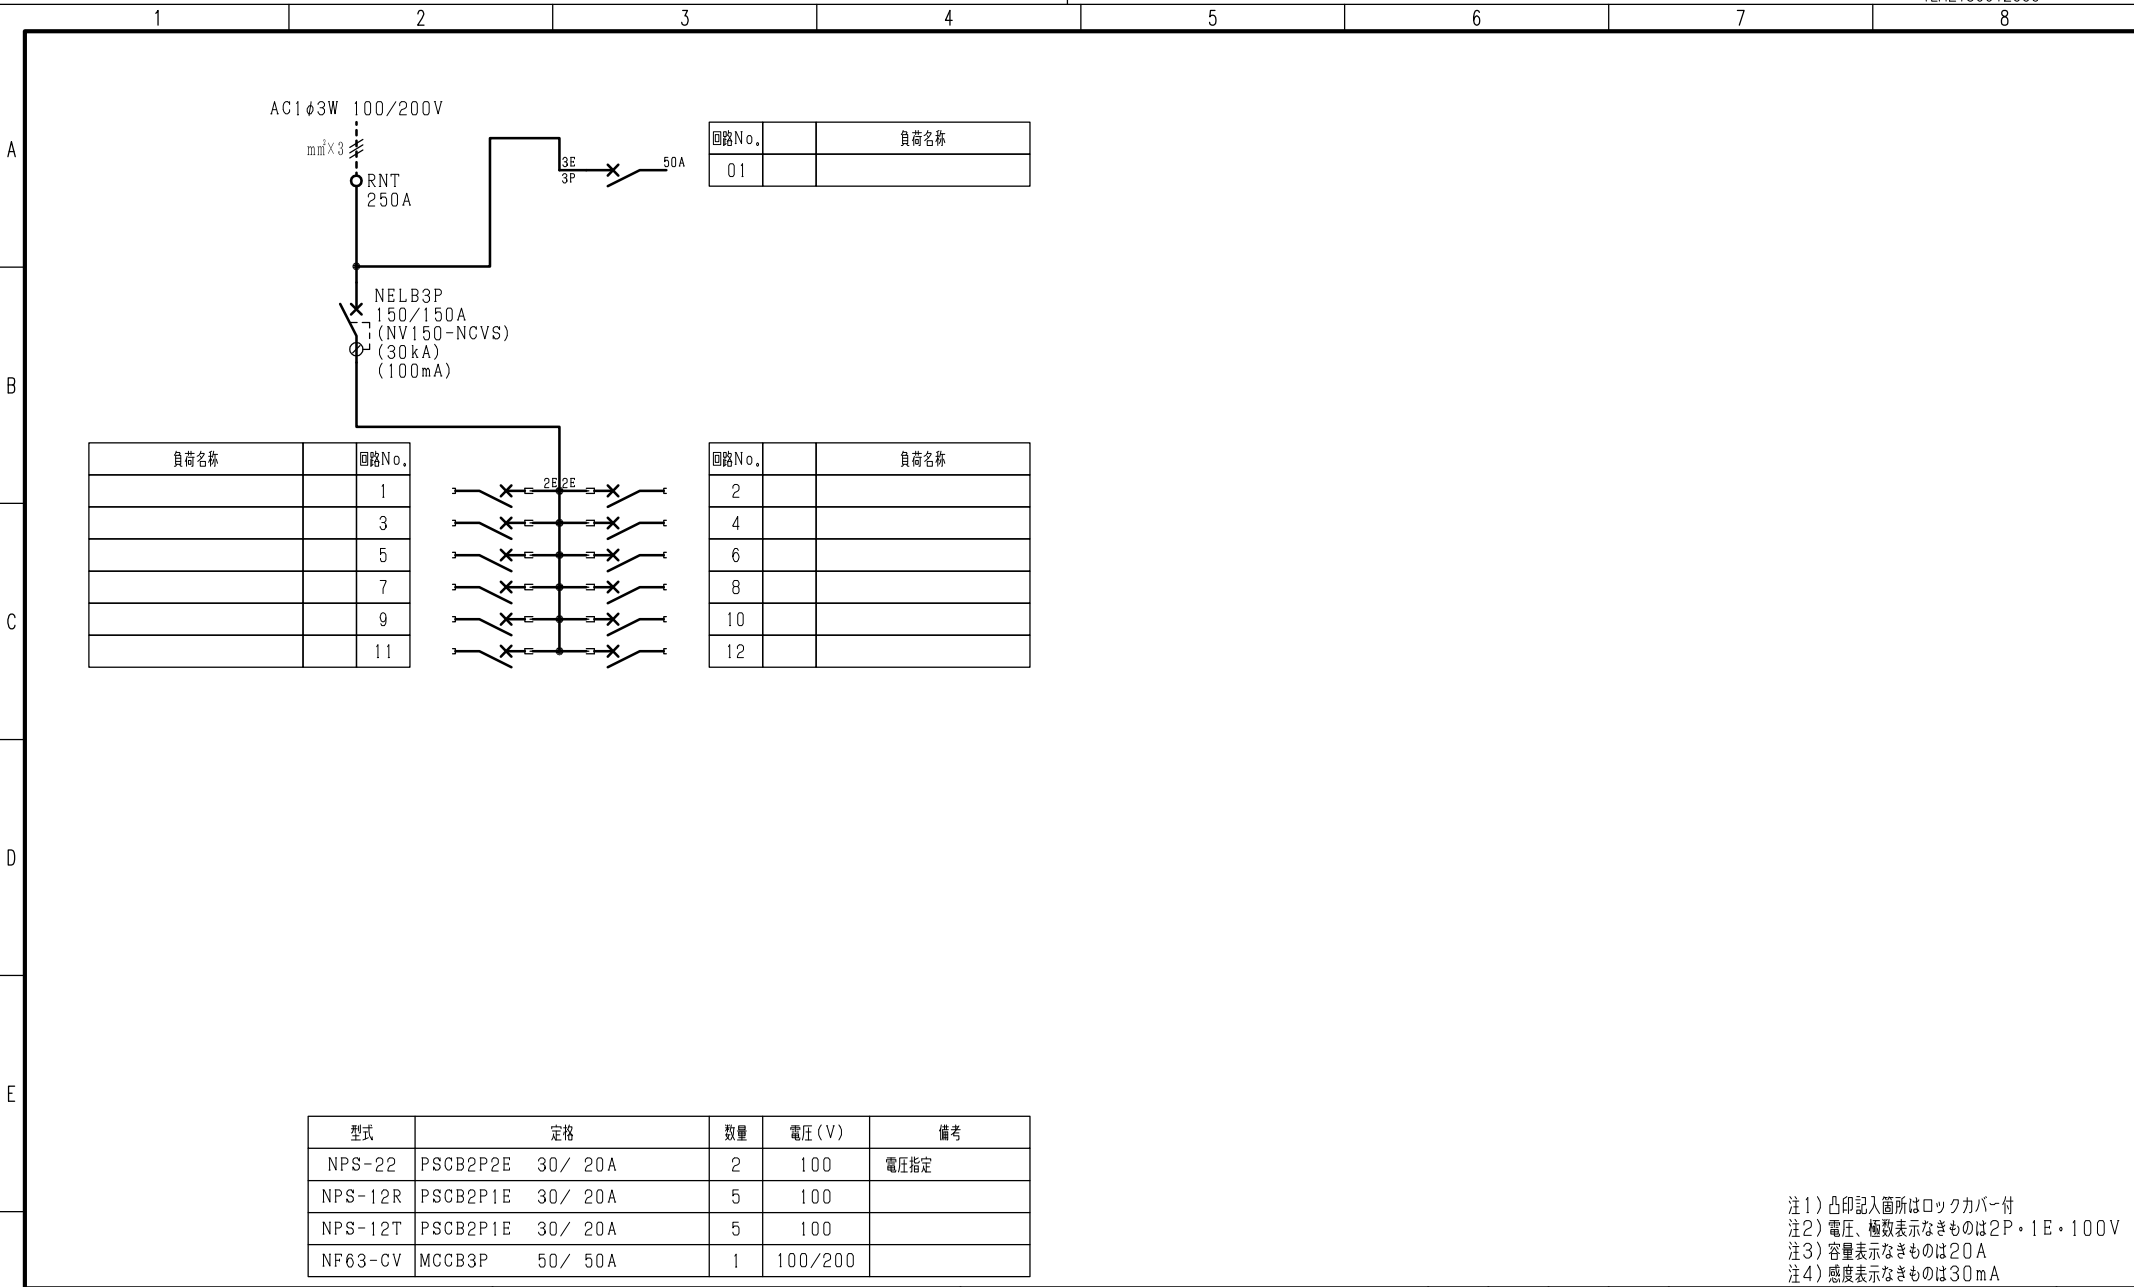 1 2 3 4 5 6 7 8
A
B
C
D
E
AC1φ3W 100/200V
mm²×3
RNT
250A
3E
3P
50A
回路No. 負荷名称
01
NELB3P
150/150A
(NV150-NCVS)
(30kA)
(100mA)
負荷名称 回路No.
1
3
5
7
9
11
2E 2E
回路No. 負荷名称
2
4
6
8
10
12
型式 定格 数量 電圧(V) 備考
NPS-22 PSCB2P2E 30/ 20A 2 100 電圧指定
NPS-12R PSCB2P1E 30/ 20A 5 100
NPS-12T PSCB2P1E 30/ 20A 5 100
NF63-CV MCCB3P 50/ 50A 1 100/200
注1)凸印記入箇所はロックカバー付
注2)電圧、極数表示なきものは2P・1E・100V
注3)容量表示なきものは20A
注4)感度表示なきものは30mA